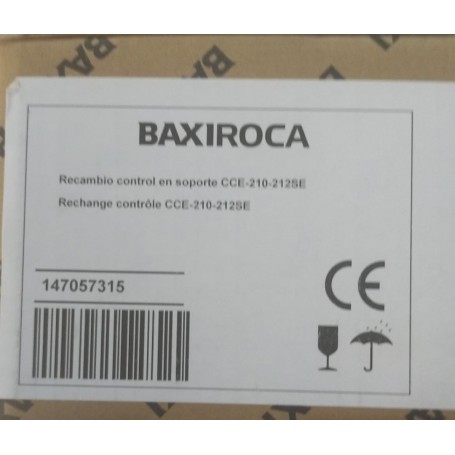 BAXIROCA
Recambio control en soporte CCE-210-212SE
Rechange contrôle CCE-210-212SE
147057315
CE